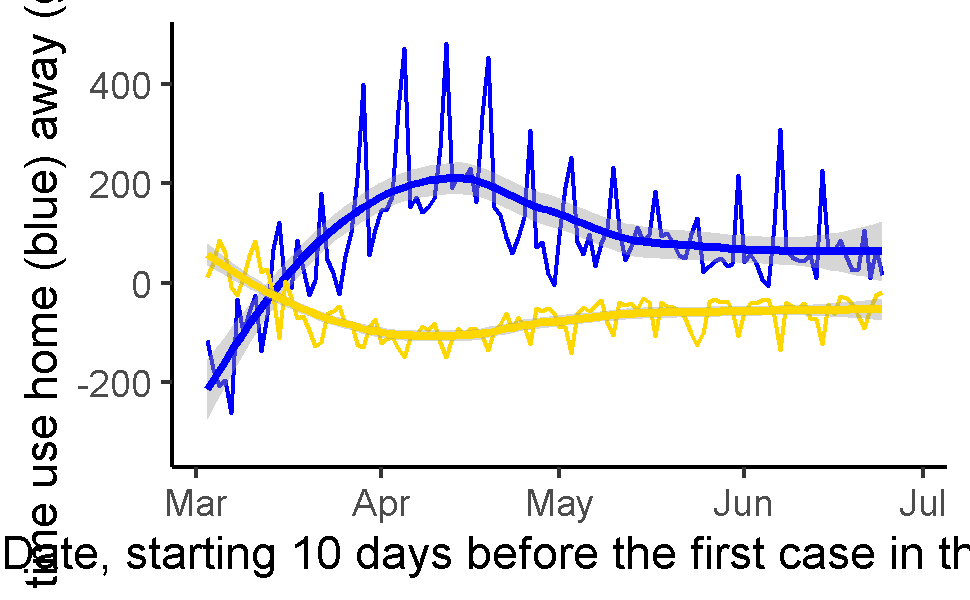 time use home (blue) away (
400
200
0
-200
Mar Apr May Jun Jul
Date, starting 10 days before the first case in th